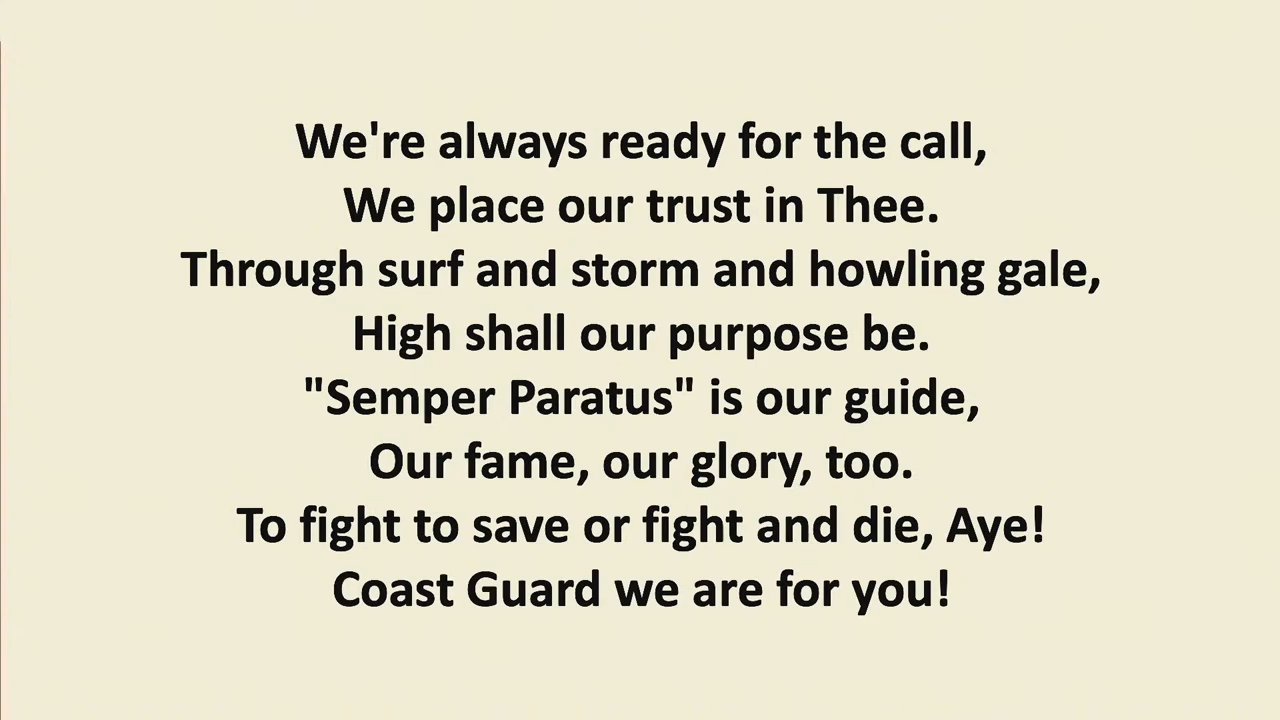 We're always ready for the call,
We place our trust in Thee.
Through surf and storm and howling gale,
High shall our purpose be.
"Semper Paratus" is our guide,
Our fame, our glory, too.
To fight to save or fight and die, Aye!
Coast Guard we are for you!